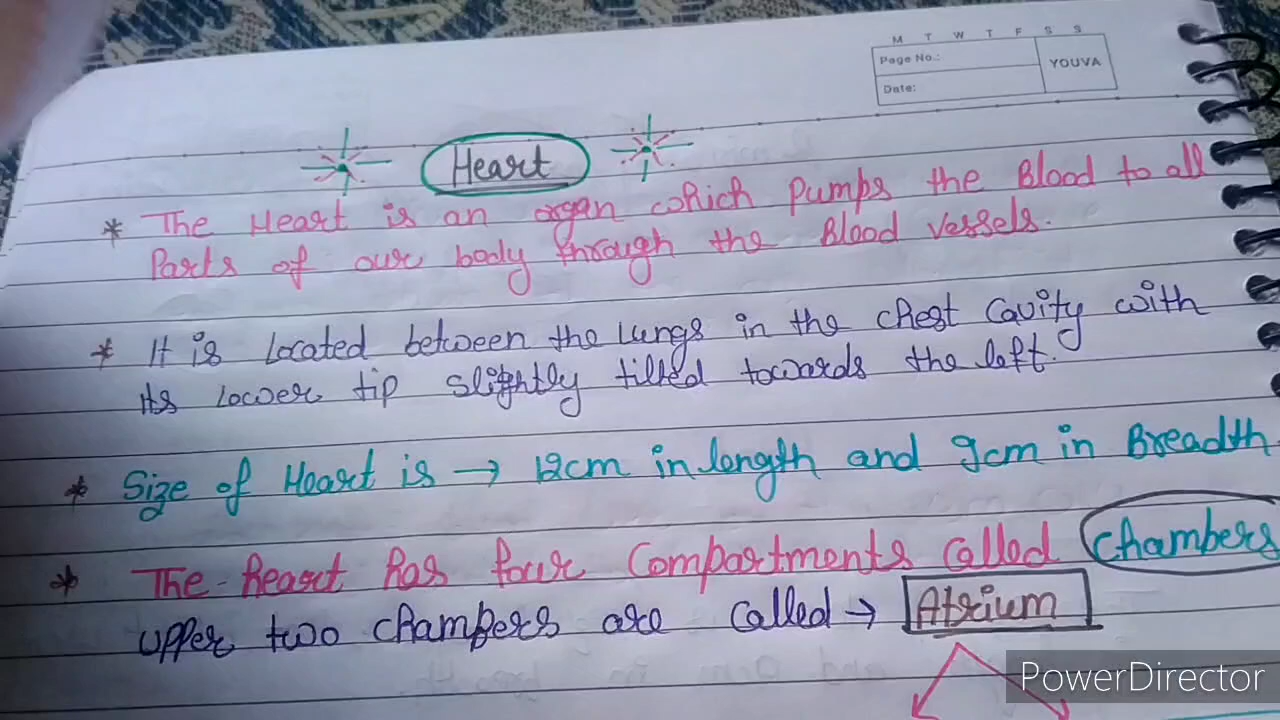 M T W T F S S
Page No.:
YOUVA
Date:
Heart
* The Heart is an organ which Pumps the Blood to all
Parts of our body through the Blood Vessels.
* It is Located between the Lungs in the chest Cavity with
its Lower tip slightly tilted towards the left.
* Size of Heart is → 12cm in length and 9cm in Breadth.
* The Heart has four Compartments Called Chambers
Upper two chambers are Called → Atrium
PowerDirector